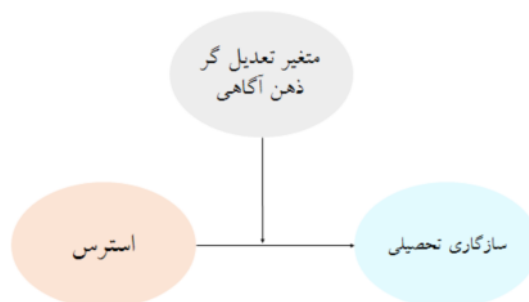 متغیر تعدیل گر
ذهن آگاهی
استرس
سازگاری تحصیلی